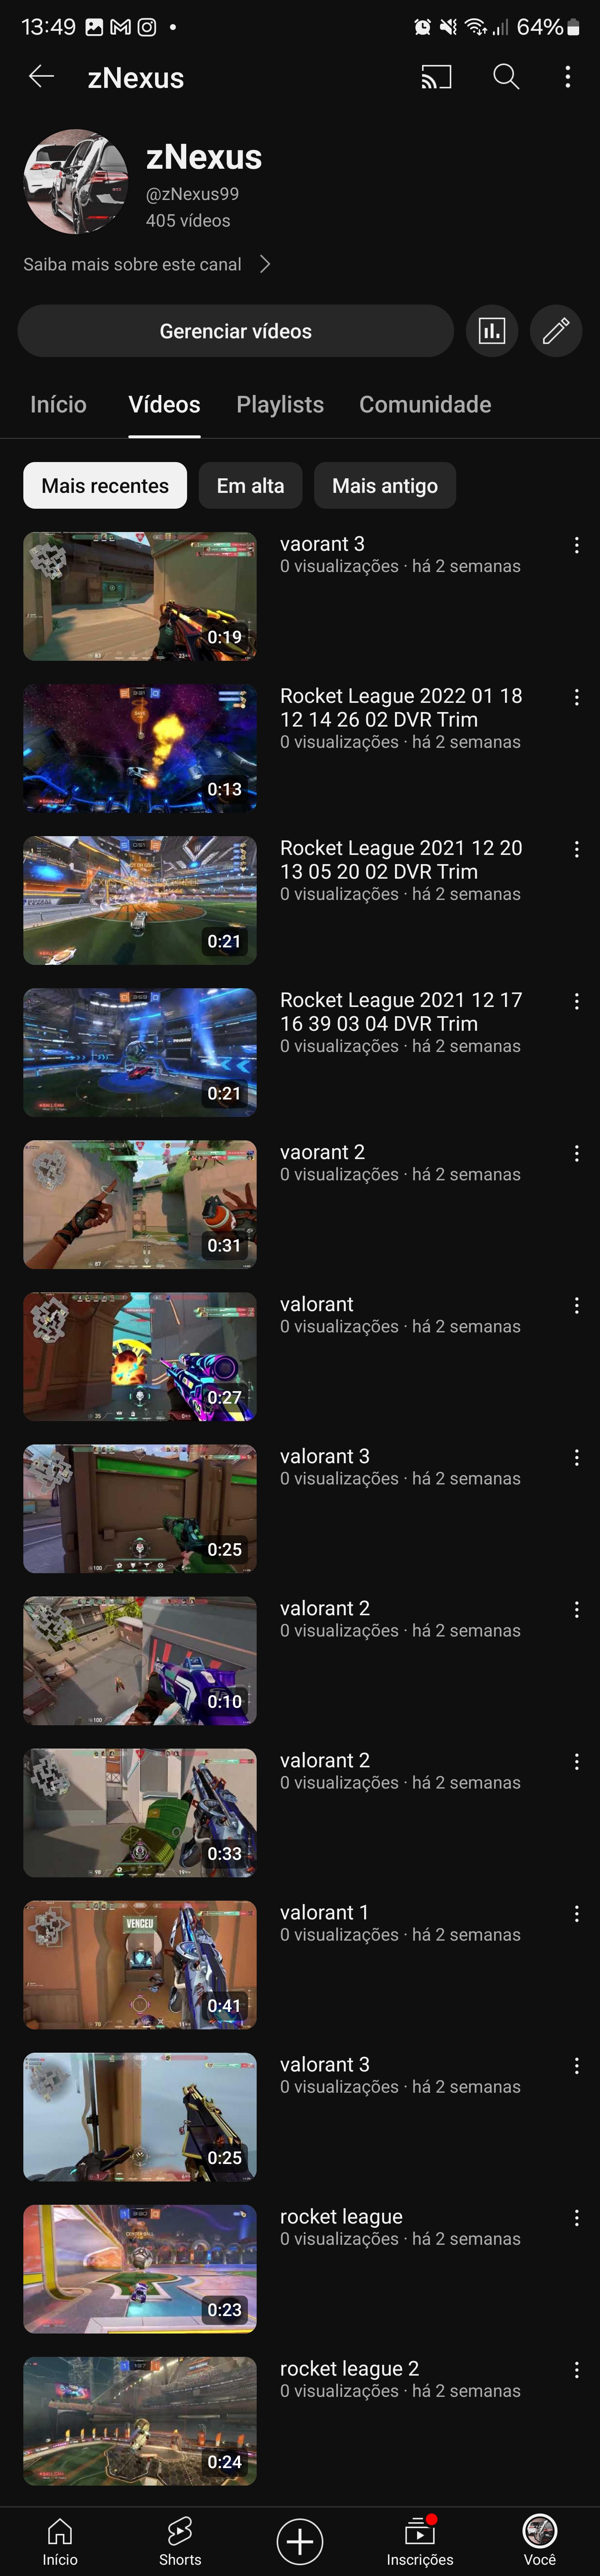 13:49
64%
zNexus
zNexus
@zNexus99
405 vídeos
Saiba mais sobre este canal
Gerenciar vídeos
Início Vídeos Playlists Comunidade
Mais recentes Em alta Mais antigo
vaorant 3
0 visualizações · há 2 semanas
0:19
Rocket League 2022 01 18
12 14 26 02 DVR Trim
0 visualizações · há 2 semanas
0:13
Rocket League 2021 12 20
13 05 20 02 DVR Trim
0 visualizações · há 2 semanas
0:21
Rocket League 2021 12 17
16 39 03 04 DVR Trim
0 visualizações · há 2 semanas
0:21
vaorant 2
0 visualizações · há 2 semanas
0:31
valorant
0 visualizações · há 2 semanas
0:27
valorant 3
0 visualizações · há 2 semanas
0:25
valorant 2
0 visualizações · há 2 semanas
0:10
valorant 2
0 visualizações · há 2 semanas
0:33
valorant 1
0 visualizações · há 2 semanas
VENCEU
0:41
valorant 3
0 visualizações · há 2 semanas
0:25
rocket league
0 visualizações · há 2 semanas
0:23
rocket league 2
0 visualizações · há 2 semanas
0:24
Início Shorts Inscrições Você